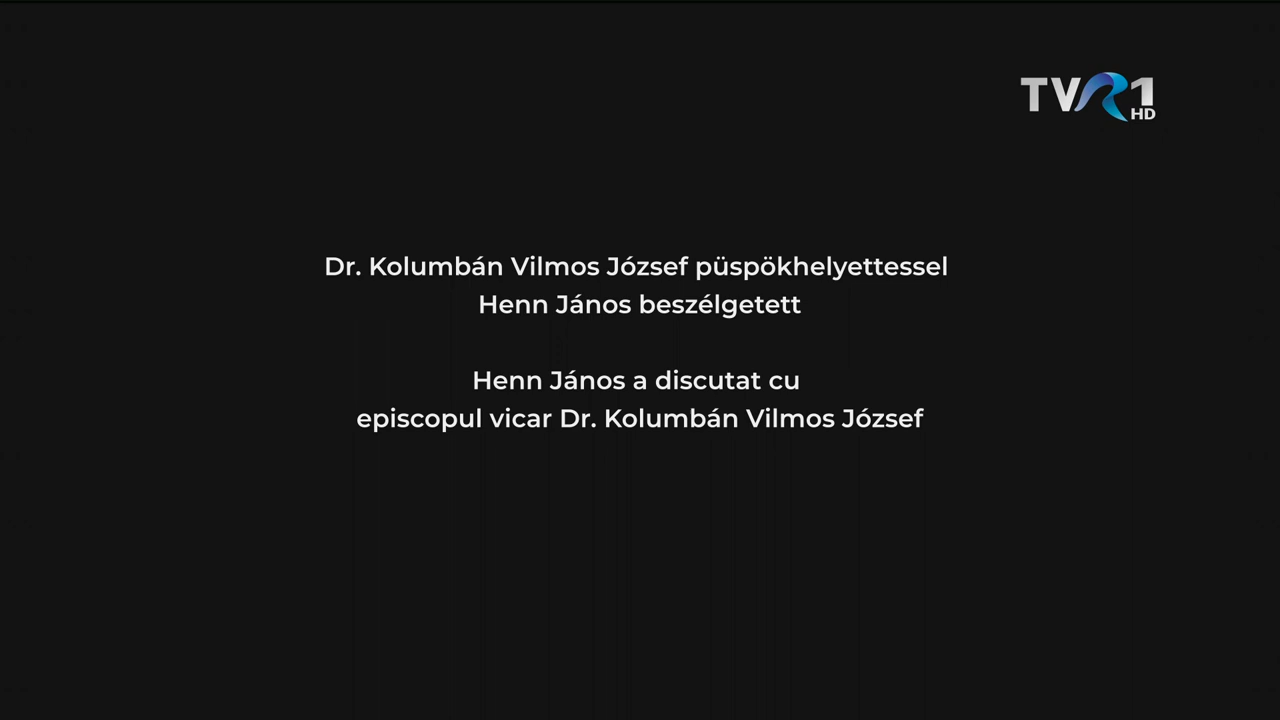 TVR1
HD
Dr. Kolumbán Vilmos József püspökhelyettessel
Henn János beszélgetett
Henn János a discutat cu
episcopul vicar Dr. Kolumbán Vilmos József